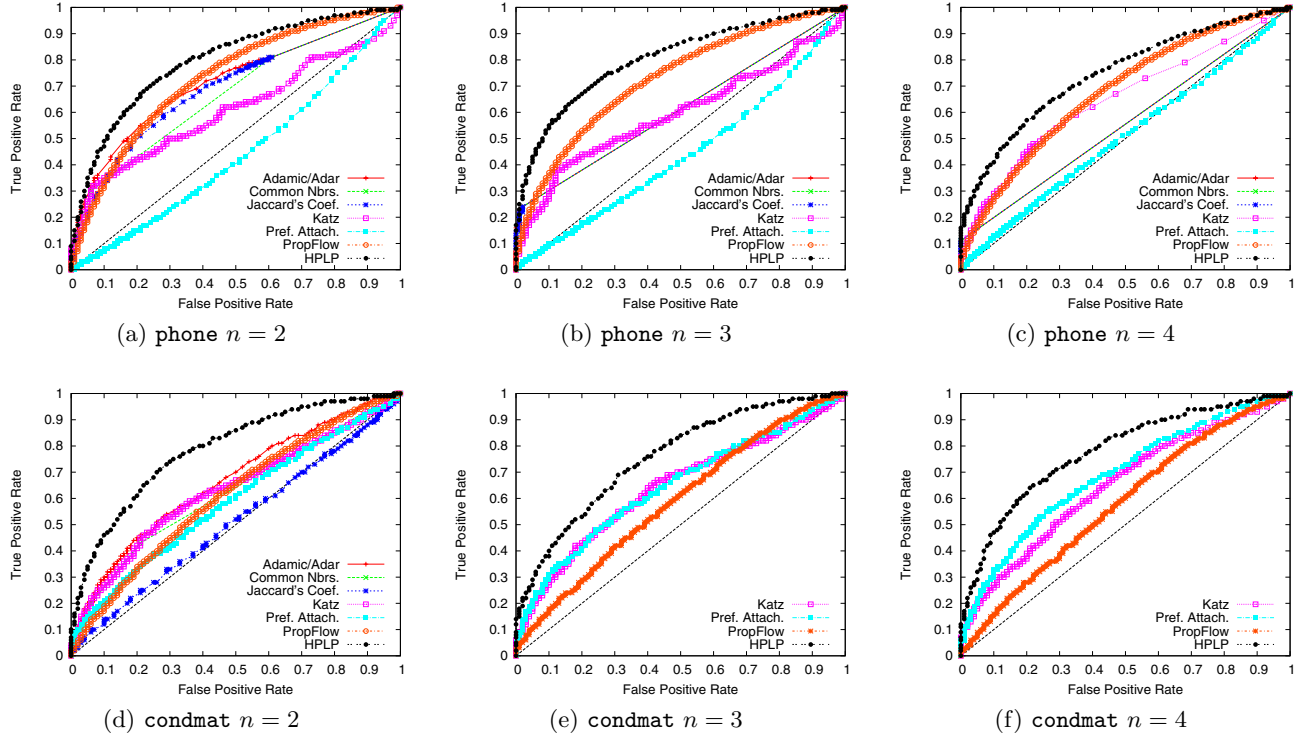 True Positive Rate
1
0.9
0.8
0.7
0.6
0.5
0.4
0.3
0.2
0.1
0
Adamic/Adar
Common Nbrs.
Jaccard's Coef.
Katz
Pref. Attach.
PropFlow
HPLP
0 0.1 0.2 0.3 0.4 0.5 0.6 0.7 0.8 0.9 1
False Positive Rate
(a) phone n = 2
True Positive Rate
1
0.9
0.8
0.7
0.6
0.5
0.4
0.3
0.2
0.1
0
Adamic/Adar
Common Nbrs.
Jaccard's Coef.
Katz
Pref. Attach.
PropFlow
HPLP
0 0.1 0.2 0.3 0.4 0.5 0.6 0.7 0.8 0.9 1
False Positive Rate
(b) phone n = 3
True Positive Rate
1
0.9
0.8
0.7
0.6
0.5
0.4
0.3
0.2
0.1
0
Adamic/Adar
Common Nbrs.
Jaccard's Coef.
Katz
Pref. Attach.
PropFlow
HPLP
0 0.1 0.2 0.3 0.4 0.5 0.6 0.7 0.8 0.9 1
False Positive Rate
(c) phone n = 4
True Positive Rate
1
0.9
0.8
0.7
0.6
0.5
0.4
0.3
0.2
0.1
0
Adamic/Adar
Common Nbrs.
Jaccard's Coef.
Katz
Pref. Attach.
PropFlow
HPLP
0 0.1 0.2 0.3 0.4 0.5 0.6 0.7 0.8 0.9 1
False Positive Rate
(d) condmat n = 2
True Positive Rate
1
0.9
0.8
0.7
0.6
0.5
0.4
0.3
0.2
0.1
0
Katz
Pref. Attach.
PropFlow
HPLP
0 0.1 0.2 0.3 0.4 0.5 0.6 0.7 0.8 0.9 1
False Positive Rate
(e) condmat n = 3
True Positive Rate
1
0.9
0.8
0.7
0.6
0.5
0.4
0.3
0.2
0.1
0
Katz
Pref. Attach.
PropFlow
HPLP
0 0.1 0.2 0.3 0.4 0.5 0.6 0.7 0.8 0.9 1
False Positive Rate
(f) condmat n = 4